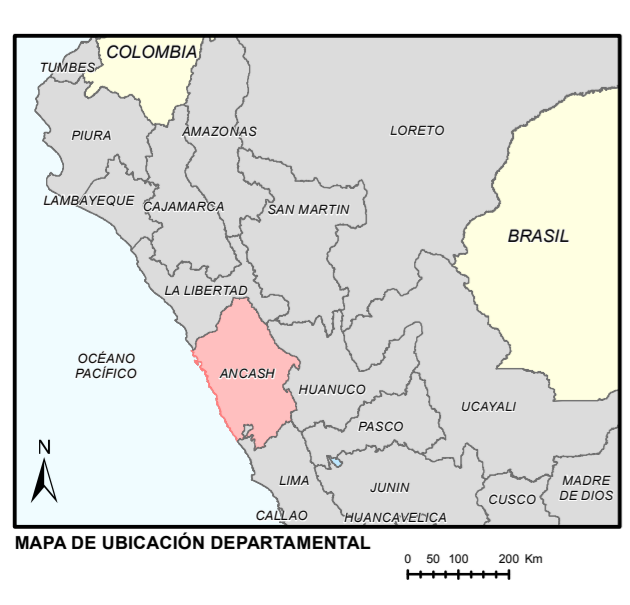 COLOMBIA
TUMBES
PIURA
AMAZONAS
LORETO
LAMBAYEQUE
CAJAMARCA
SAN MARTIN
BRASIL
LA LIBERTAD
OCÉANO
PACÍFICO
ANCASH
HUANUCO
UCAYALI
PASCO
N
LIMA
JUNIN
CUSCO
MADRE
DE DIOS
CALLAO
HUANCAVELICA
MAPA DE UBICACIÓN DEPARTAMENTAL
0 50 100 200 Km